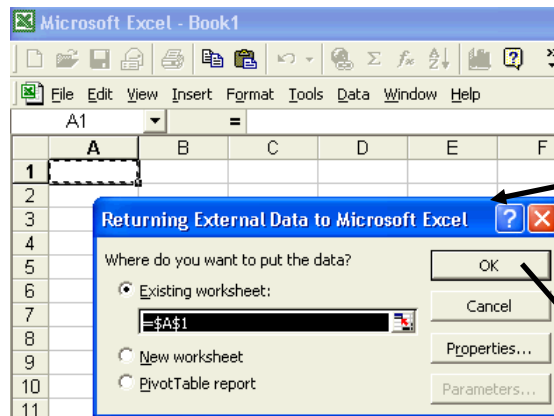 Microsoft Excel - Book1
File Edit View Insert Format Tools Data Window Help
A1 =
A B C D E F
1
2
3
4
5
6
7
8
9
10
11
Returning External Data to Microsoft Excel
Where do you want to put the data?
Existing worksheet:
=$A$1
New worksheet
PivotTable report
OK
Cancel
Properties...
Parameters...